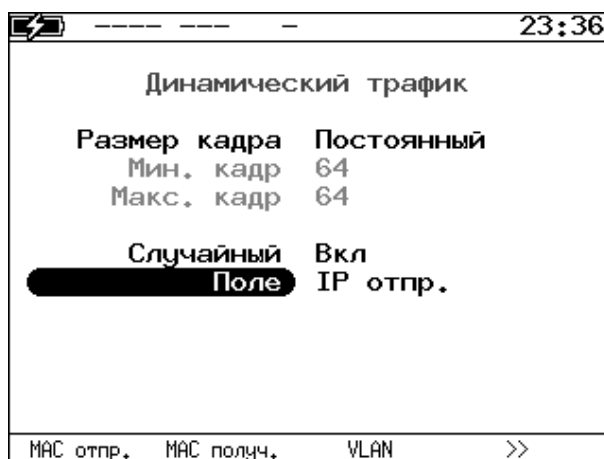 ---- --- - 23:36
Динамический трафик
Размер кадра Постоянный
Мин. кадр 64
Макс. кадр 64
Случайный Вкл
Поле IP отпр.
MAC отпр. MAC получ. VLAN >>